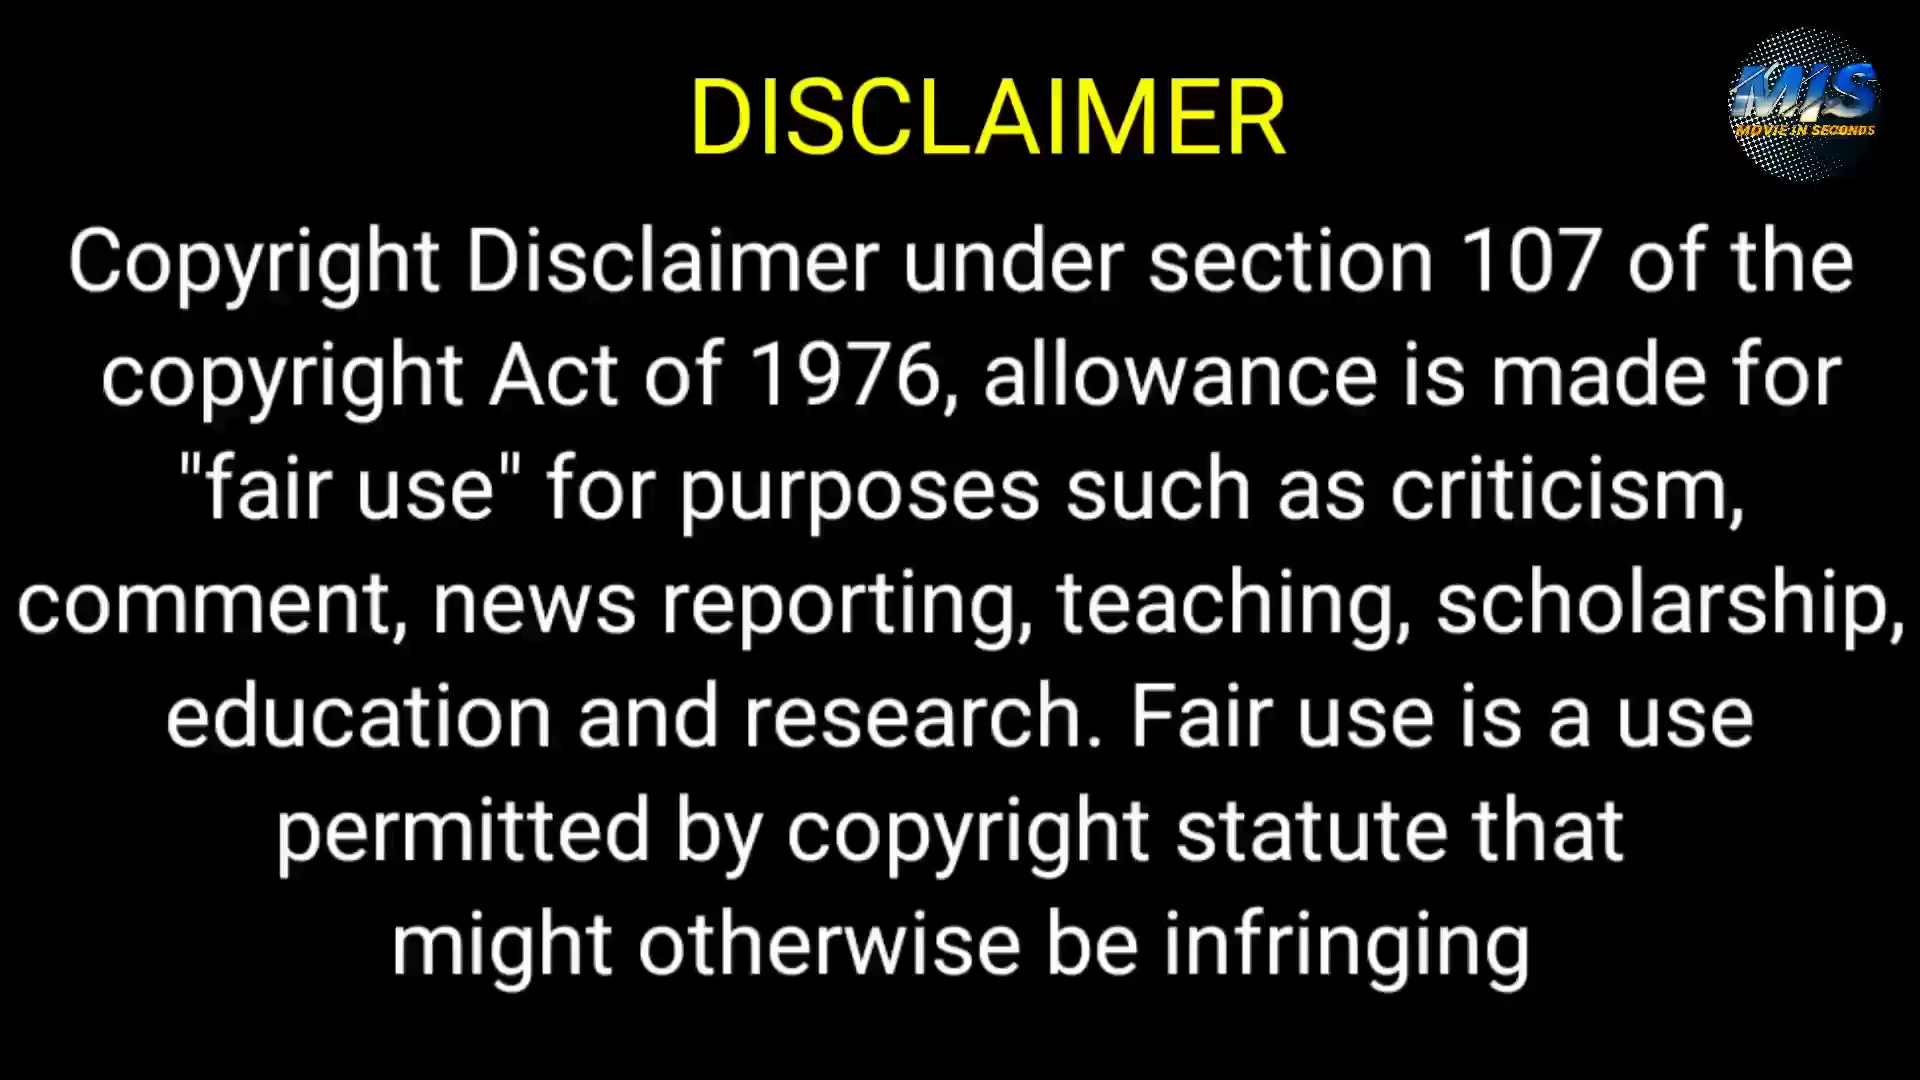 DISCLAIMER
MIS
MOVIE IN SECONDS
Copyright Disclaimer under section 107 of the
copyright Act of 1976, allowance is made for
"fair use" for purposes such as criticism,
comment, news reporting, teaching, scholarship,
education and research. Fair use is a use
permitted by copyright statute that
might otherwise be infringing